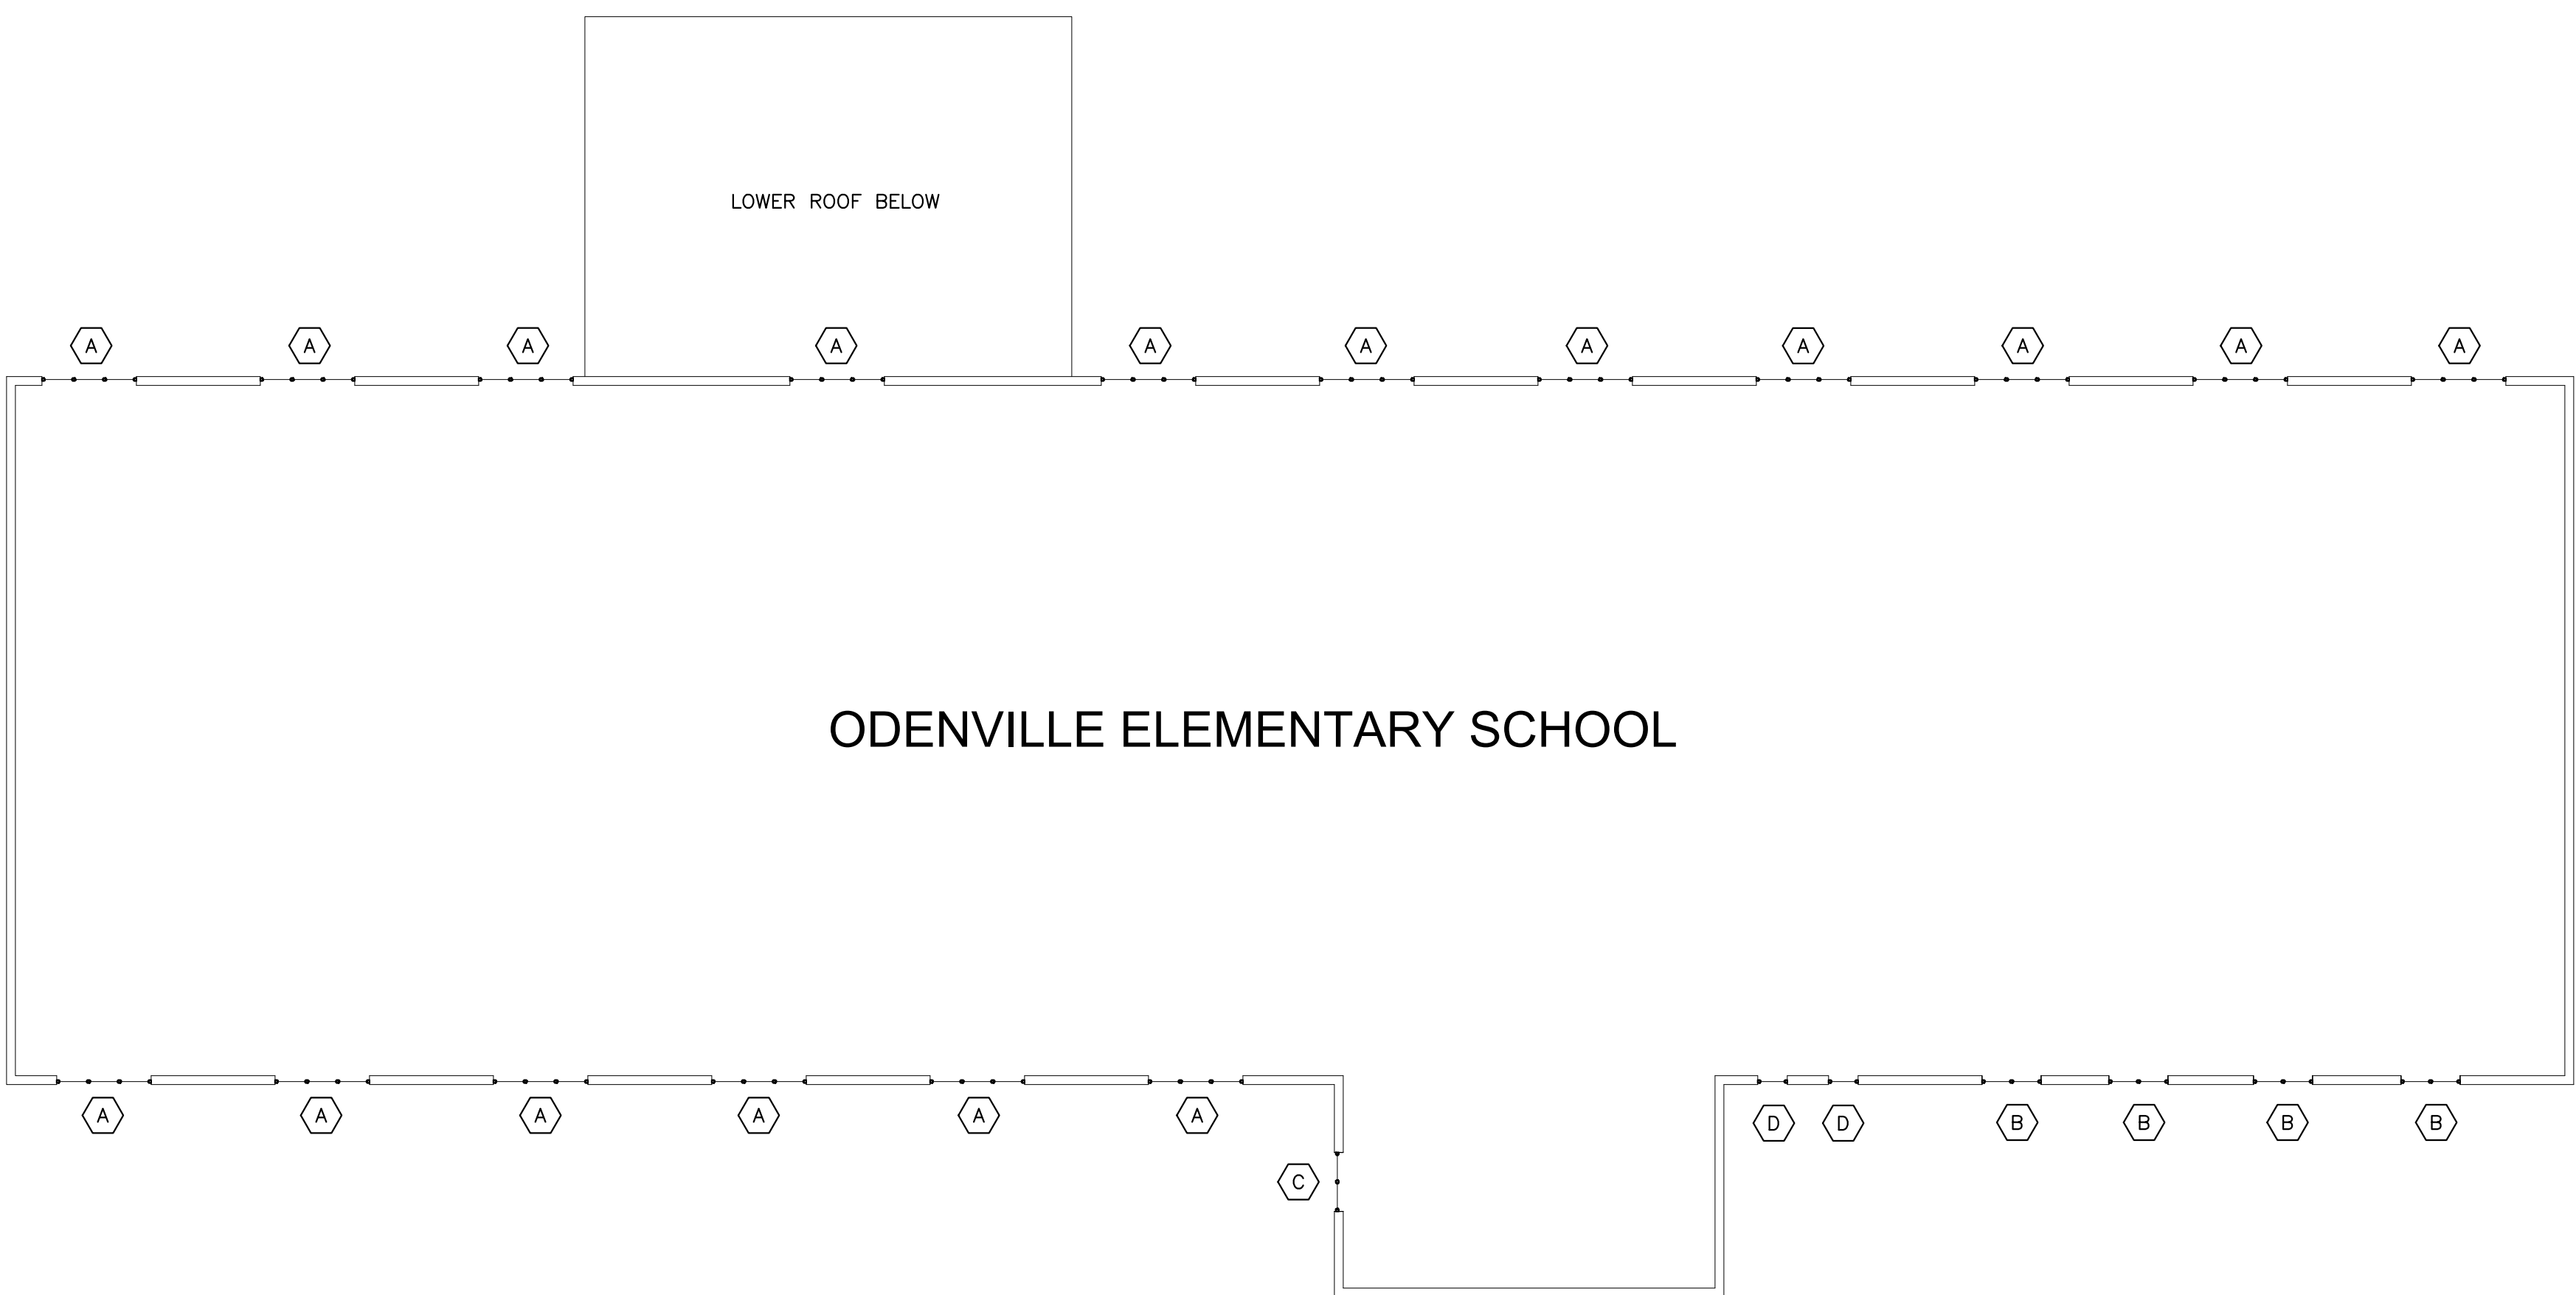 LOWER ROOF BELOW
A A A A A A A A A A A
ODENVILLE ELEMENTARY SCHOOL
A A A A A A D D B B B B
C